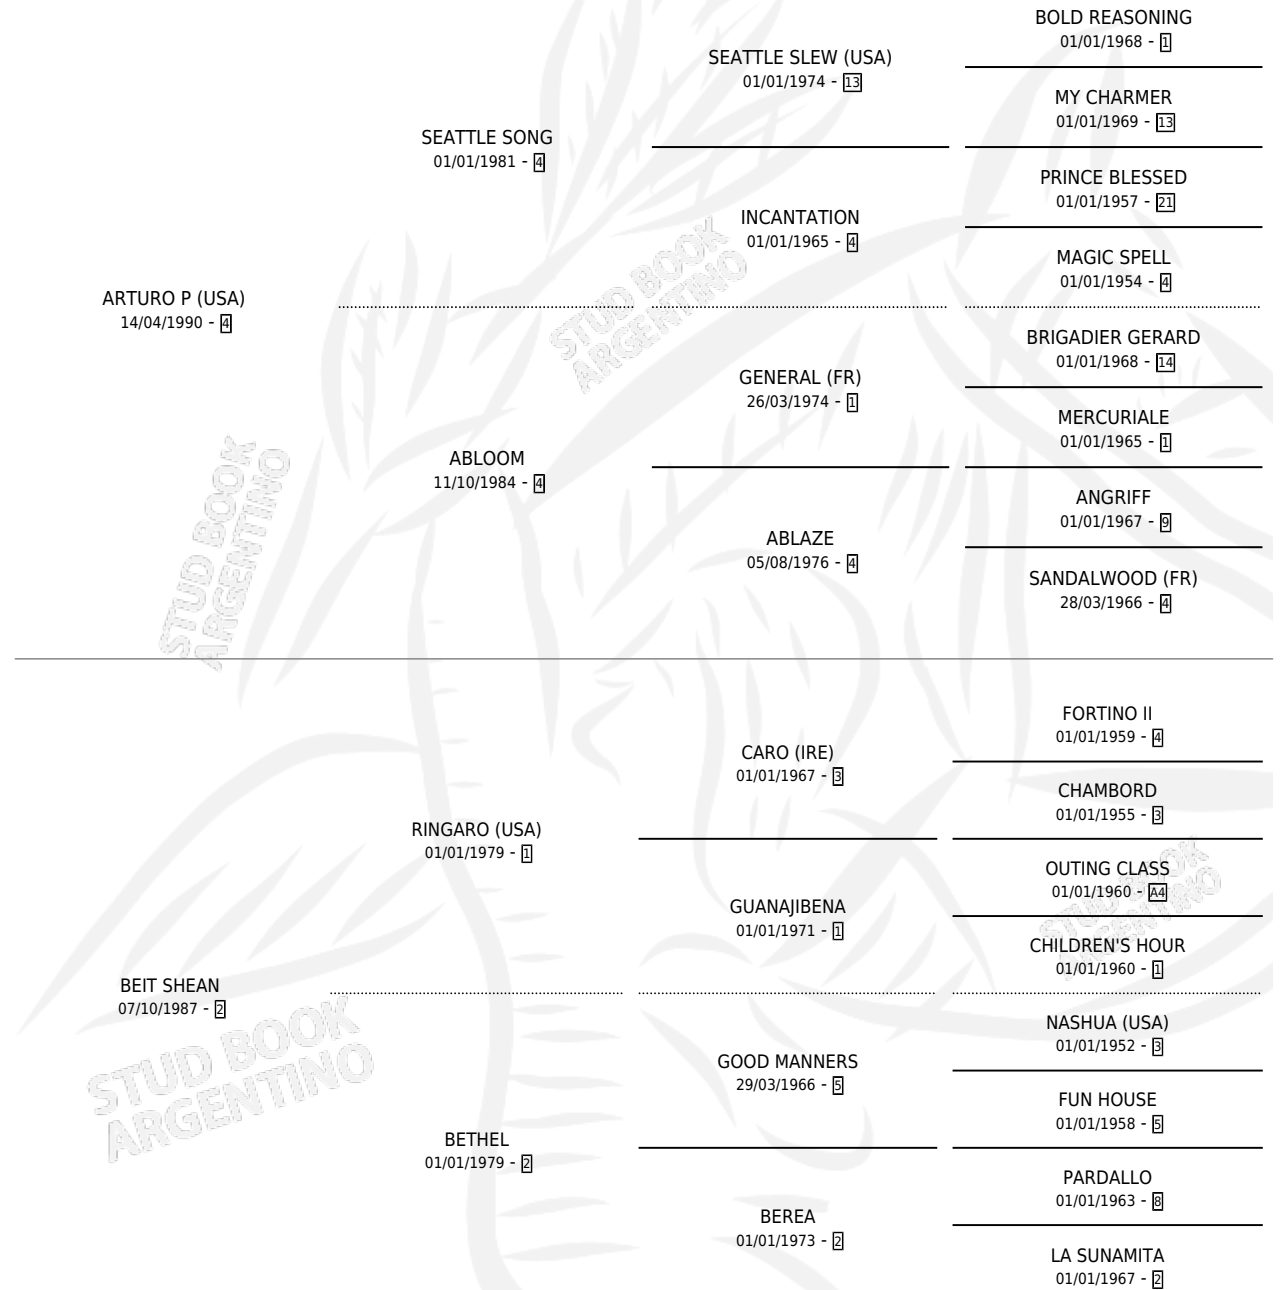 BOLD REASONING
01/01/1968 - 1
SEATTLE SLEW (USA)
01/01/1974 - 13
MY CHARMER
01/01/1969 - 13
SEATTLE SONG
01/01/1981 - 4
PRINCE BLESSED
01/01/1957 - 21
INCANTATION
01/01/1965 - 4
MAGIC SPELL
01/01/1954 - 4
STUD BOOK
ARGENTINO
ARTURO P (USA)
14/04/1990 - 4
BRIGADIER GERARD
01/01/1968 - 14
GENERAL (FR)
26/03/1974 - 1
MERCURIALE
01/01/1965 - 1
ABLOOM
11/10/1984 - 4
ANGRIFF
01/01/1967 - 9
ABLAZE
05/08/1976 - 4
SANDALWOOD (FR)
28/03/1966 - 4
STUD BOOK
ARGENTINO
FORTINO II
01/01/1959 - 4
CARO (IRE)
01/01/1967 - 3
CHAMBORD
01/01/1955 - 3
RINGARO (USA)
01/01/1979 - 1
OUTING CLASS
01/01/1960 - A4
GUANAJIBENA
01/01/1971 - 1
STUD BOOK
ARGENTINO
CHILDREN'S HOUR
01/01/1960 - 1
BEIT SHEAN
07/10/1987 - 2
NASHUA (USA)
01/01/1952 - 3
GOOD MANNERS
29/03/1966 - 5
STUD BOOK
ARGENTINO
FUN HOUSE
01/01/1958 - 5
BETHEL
01/01/1979 - 2
PARDALLO
01/01/1963 - 8
BEREA
01/01/1973 - 2
LA SUNAMITA
01/01/1967 - 2